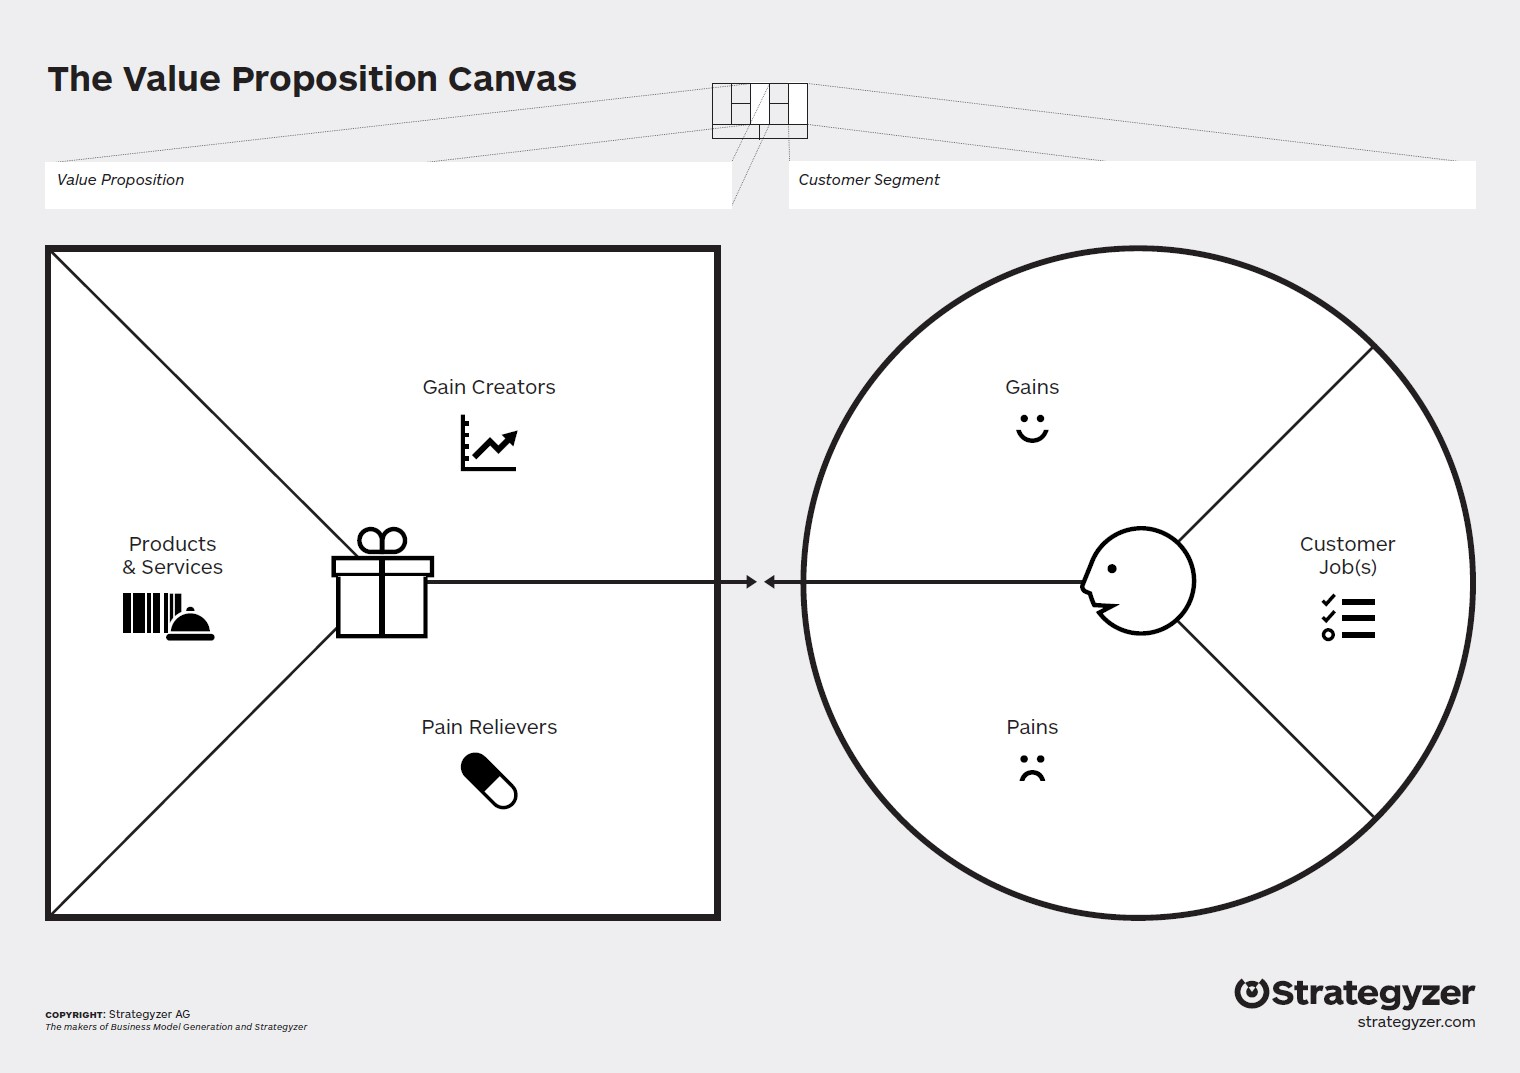 The Value Proposition Canvas
Value Proposition
Customer Segment
Gain Creators
Gains
Products
& Services
Customer
Job(s)
Pain Relievers
Pains
COPYRIGHT: Strategyzer AG
The makers of Business Model Generation and Strategyzer
Strategyzer
strategyzer.com